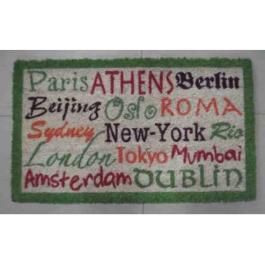 Paris ATHENS Berlin
Beijing Oslo ROMA
Sydney New-York Rio
London Tokyo Mumbai
Amsterdam DUBLIN